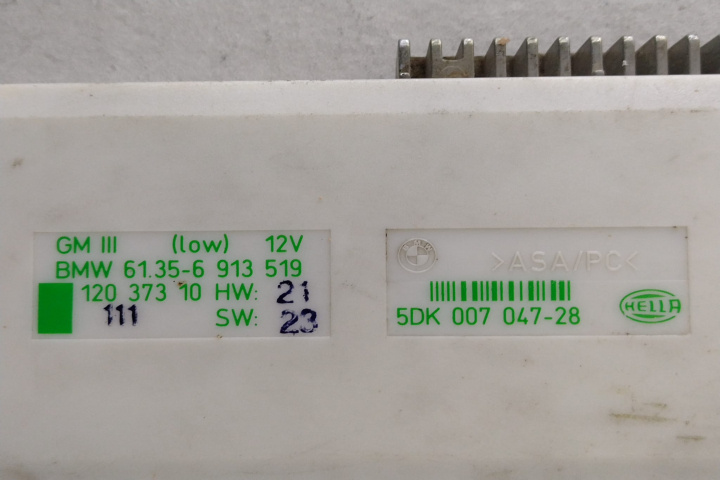 GM III (low) 12V
BMW 61.35-6 913 519
120 373 10 HW: 21
111 SW: 23
>ASA/PC<
5DK 007 047-28
HELLA